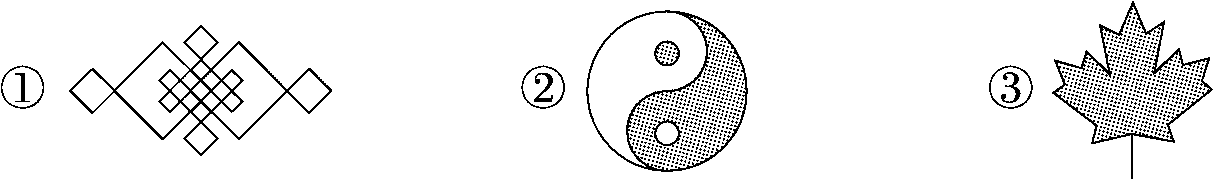 ① ② ③